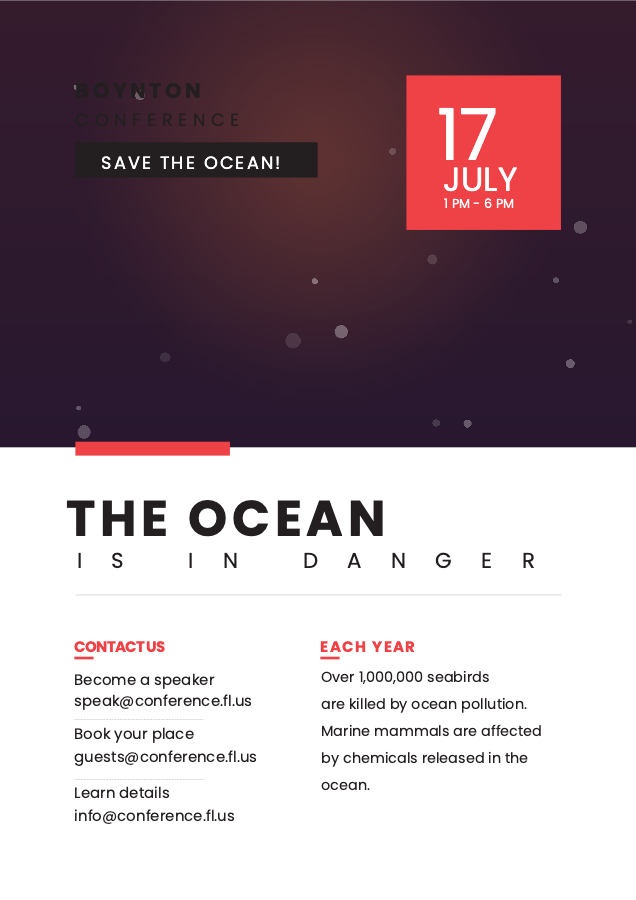 BOYNTON
CONFERENCE
SAVE THE OCEAN!
17
JULY
1 PM - 6 PM
THE OCEAN
IS IN DANGER
CONTACT US
Become a speaker
speak@conference.fl.us
Book your place
guests@conference.fl.us
Learn details
info@conference.fl.us
EACH YEAR
Over 1,000,000 seabirds
are killed by ocean pollution.
Marine mammals are affected
by chemicals released in the
ocean.